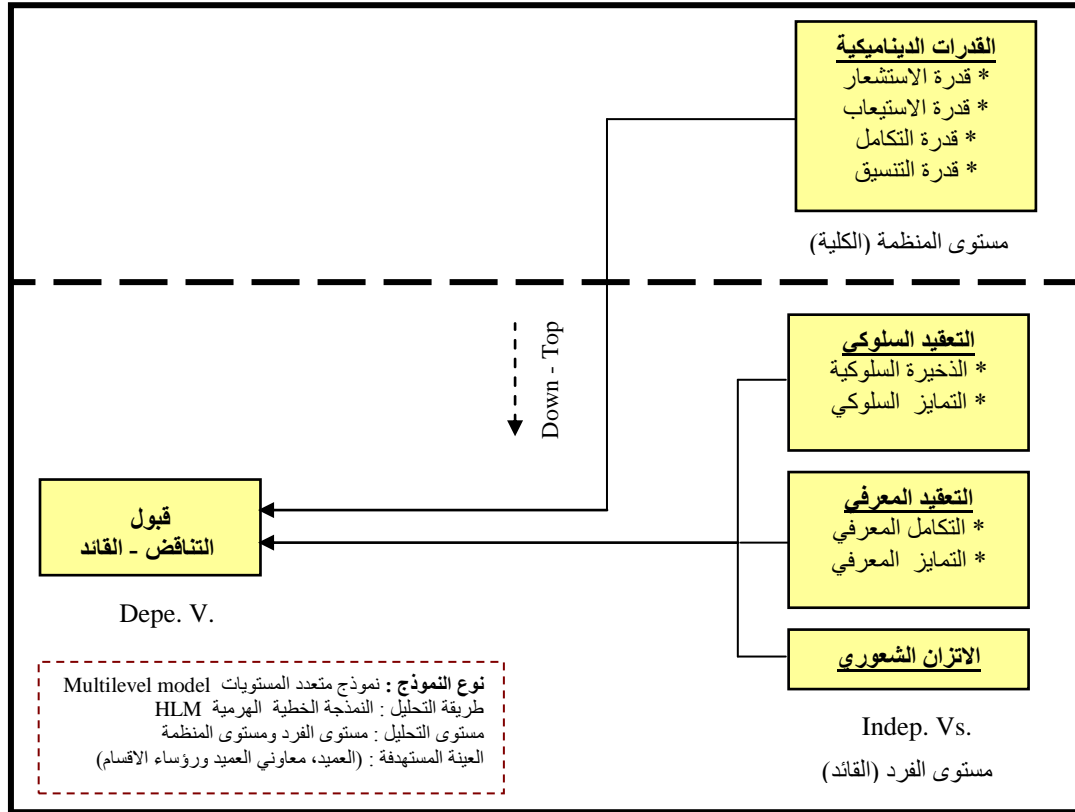 القدرات الديناميكية
* قدرة الاستشعار
* قدرة الاستيعاب
* قدرة التكامل
* قدرة التنسيق
مستوى المنظمة (الكلية)
Down - Top
التعقيد السلوكي
* الذخيرة السلوكية
* التمايز السلوكي
التعقيد المعرفي
* التكامل المعرفي
* التمايز المعرفي
قبول
التناقض - القائد
Depe. V.
الاتزان الشعوري
Indep. Vs.
مستوى الفرد (القائد)
نوع النموذج : نموذج متعدد المستويات Multilevel model
طريقة التحليل : النمذجة الخطية الهرمية HLM
مستوى التحليل : مستوى الفرد ومستوى المنظمة
العينة المستهدفة : (العميد، معاوني العميد ورؤساء الاقسام)